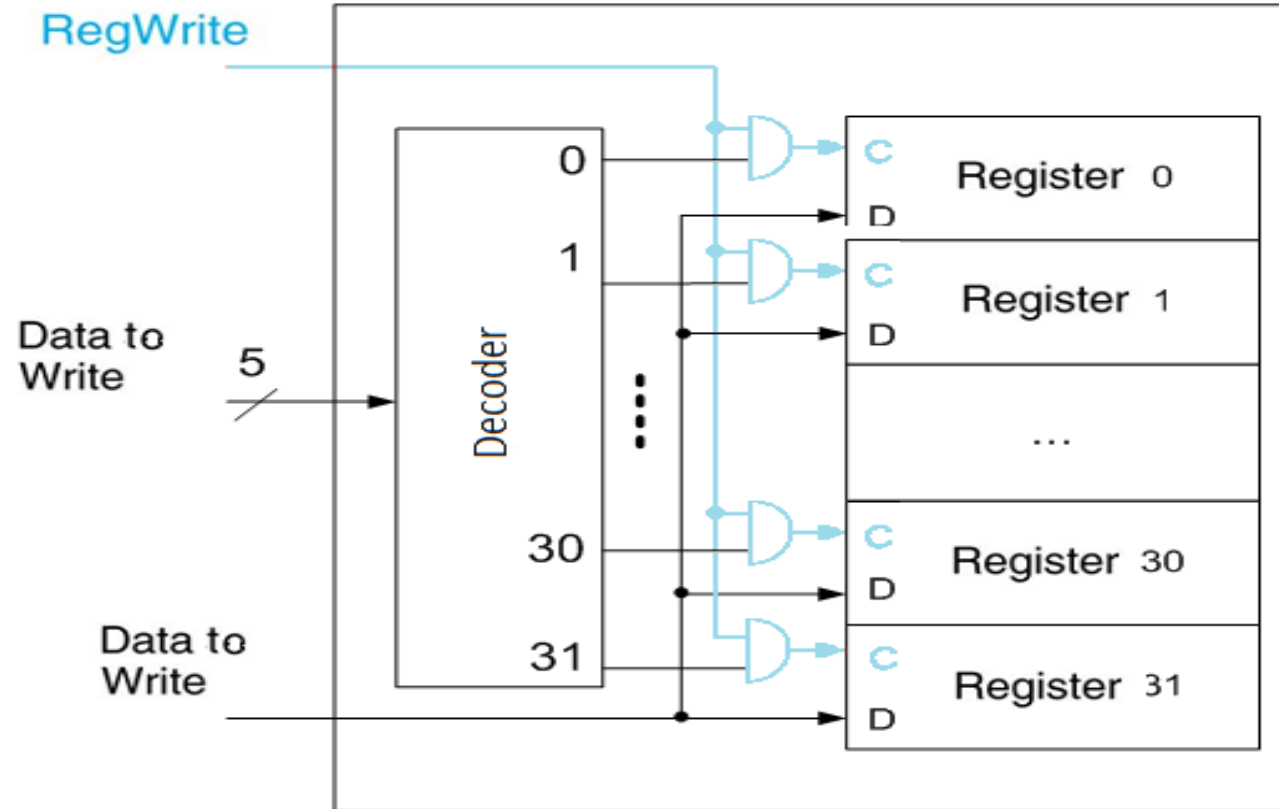 RegWrite
0
C
Register 0
D
1
C
Register 1
D
Data to
Write
5
Decoder
...
30
C
Register 30
D
Data to
Write
31
C
Register 31
D